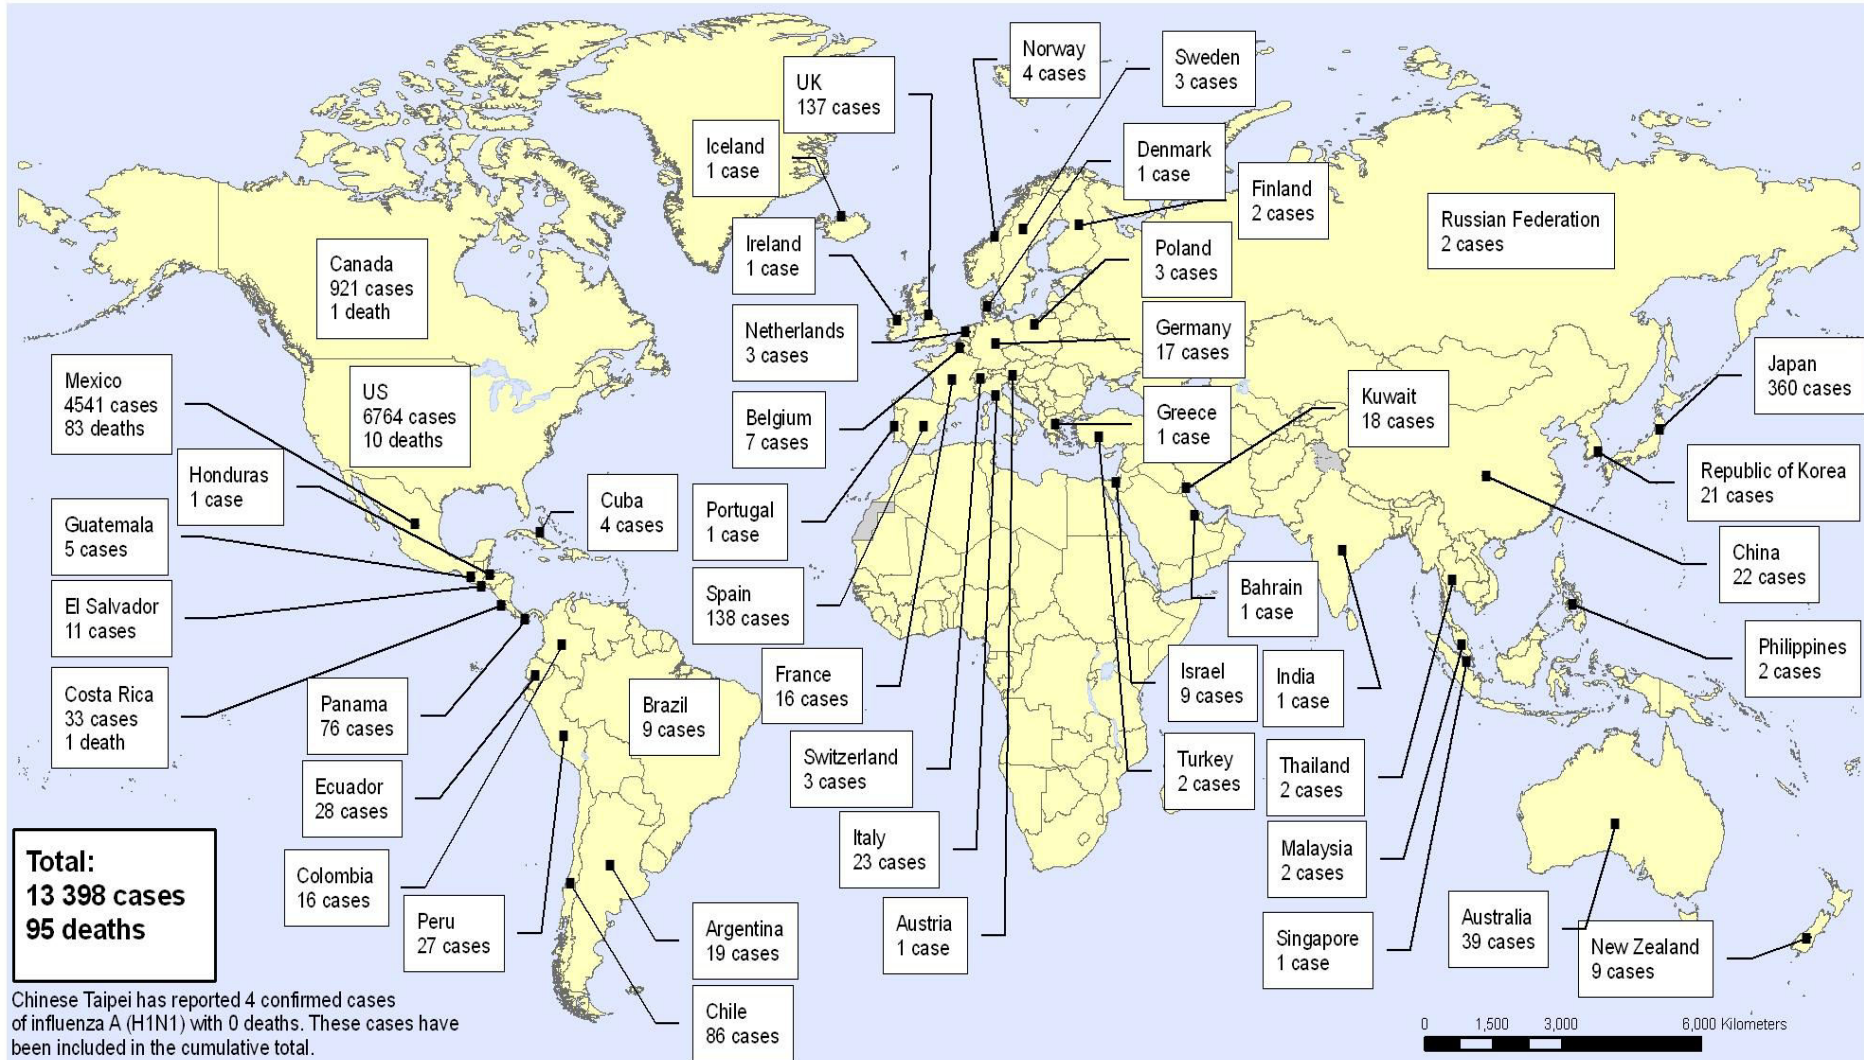 Norway
4 cases
Sweden
3 cases
UK
137 cases
Iceland
1 case
Denmark
1 case
Finland
2 cases
Russian Federation
2 cases
Ireland
1 case
Poland
3 cases
Canada
921 cases
1 death
Netherlands
3 cases
Germany
17 cases
Japan
360 cases
Mexico
4541 cases
83 deaths
US
6764 cases
10 deaths
Kuwait
18 cases
Belgium
7 cases
Greece
1 case
Honduras
1 case
Republic of Korea
21 cases
Cuba
4 cases
Portugal
1 case
Guatemala
5 cases
China
22 cases
Spain
138 cases
Bahrain
1 case
El Salvador
11 cases
Philippines
2 cases
France
16 cases
Israel
9 cases
India
1 case
Costa Rica
33 cases
1 death
Panama
76 cases
Brazil
9 cases
Switzerland
3 cases
Turkey
2 cases
Thailand
2 cases
Ecuador
28 cases
Italy
23 cases
Malaysia
2 cases
Total:
13 398 cases
95 deaths
Colombia
16 cases
Peru
27 cases
Argentina
19 cases
Austria
1 case
Singapore
1 case
Australia
39 cases
New Zealand
9 cases
Chile
86 cases
Chinese Taipei has reported 4 confirmed cases
of influenza A (H1N1) with 0 deaths. These cases have
been included in the cumulative total.
0 1,500 3,000 6,000 Kilometers